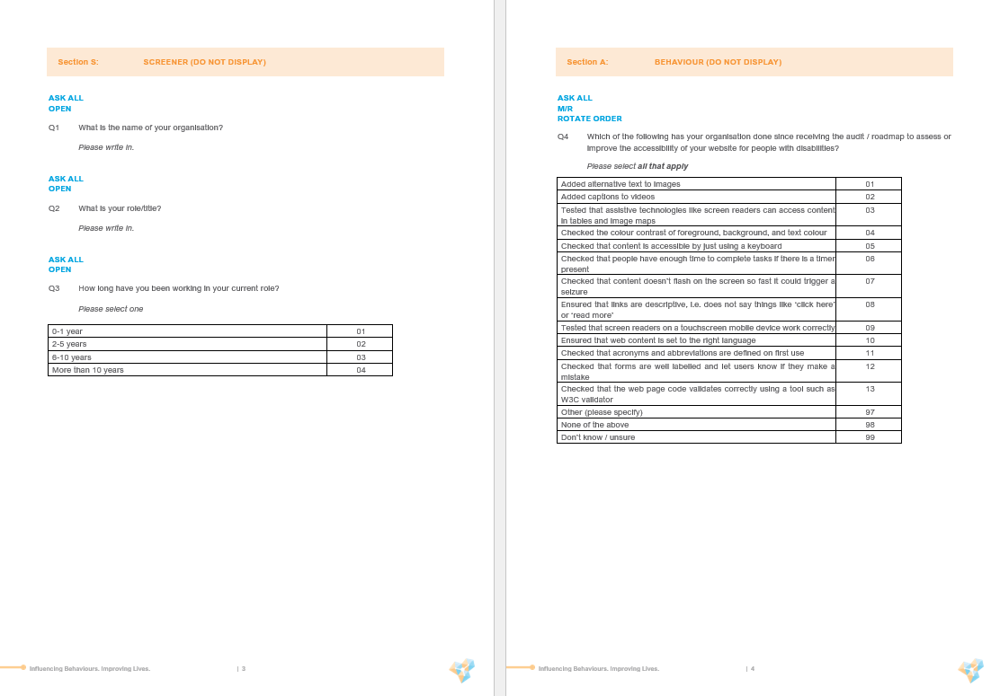 Section S: SCREENER (DO NOT DISPLAY)
ASK ALL
OPEN
Q1 What is the name of your organisation?
Please write in.
ASK ALL
OPEN
Q2 What is your role/title?
Please write in.
ASK ALL
OPEN
Q3 How long have you been working in your current role?
Please select one
0-1 year 01
2-5 years 02
6-10 years 03
More than 10 years 04
Influencing Behaviours. Improving Lives. | 3
Section A: BEHAVIOUR (DO NOT DISPLAY)
ASK ALL
M/R
ROTATE ORDER
Q4 Which of the following has your organisation done since receiving the audit / roadmap to assess or
improve the accessibility of your website for people with disabilities?
Please select all that apply
Added alternative text to images 01
Added captions to videos 02
Tested that assistive technologies like screen readers can access content 03
in tables and image maps
Checked the colour contrast of foreground, background, and text colour 04
Checked that content is accessible by just using a keyboard 05
Checked that people have enough time to complete tasks if there is a timer 06
present
Checked that content doesn't flash on the screen so fast it could trigger a 07
seizure
Ensured that links are descriptive, i.e. does not say things like 'click here' 08
or 'read more'
Tested that screen readers on a touchscreen mobile device work correctly 09
Ensured that web content is set to the right language 10
Checked that acronyms and abbreviations are defined on first use 11
Checked that forms are well labelled and let users know if they make a 12
mistake
Checked that the web page code validates correctly using a tool such as 13
W3C validator
Other (please specify) 97
None of the above 98
Don't know / unsure 99
Influencing Behaviours. Improving Lives. | 4